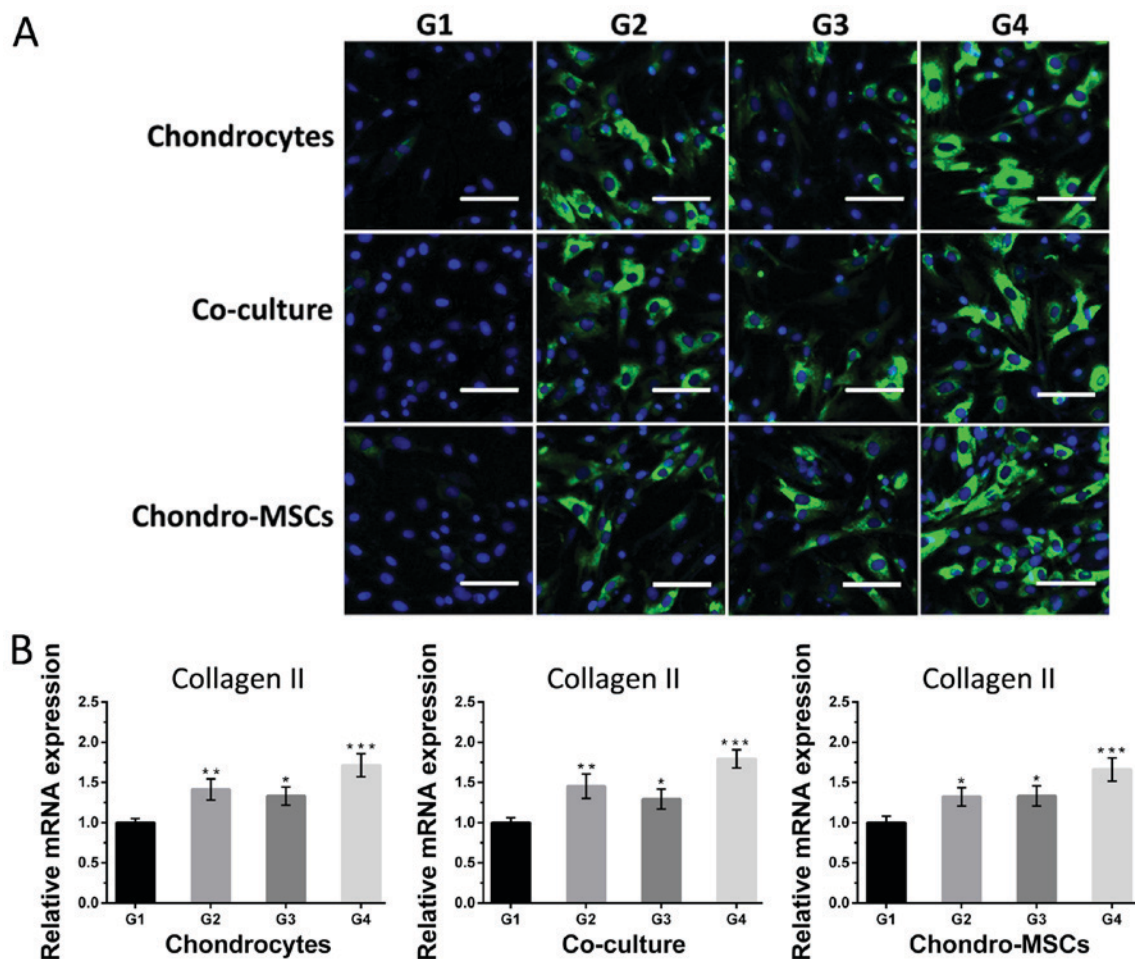 A
G1 G2 G3 G4
Chondrocytes
Co-culture
Chondro-MSCs
B
Collagen II
Relative mRNA expression
2.5
2.0
1.5
1.0
0.5
0.0
**
*
***
G1 G2 G3 G4
Chondrocytes
Collagen II
Relative mRNA expression
2.5
2.0
1.5
1.0
0.5
0.0
**
*
***
G1 G2 G3 G4
Co-culture
Collagen II
Relative mRNA expression
2.5
2.0
1.5
1.0
0.5
0.0
*
*
***
G1 G2 G3 G4
Chondro-MSCs